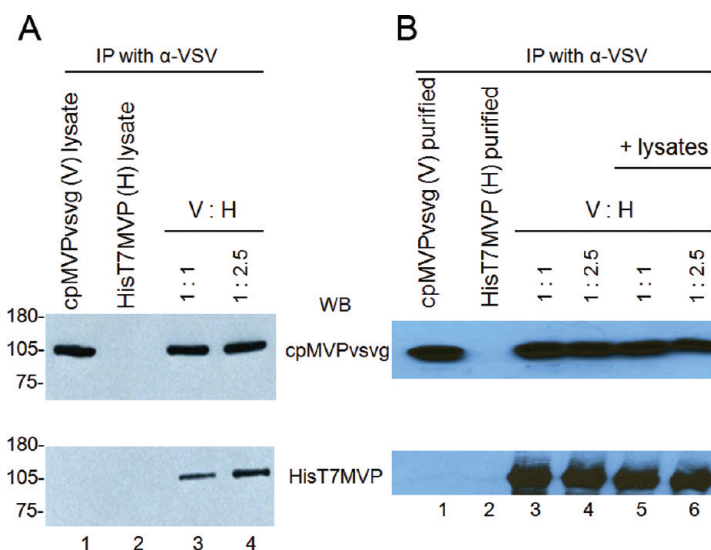 A
IP with α-VSV
cpMVPvsvg (V) lysate
HisT7MVP (H) lysate
V : H
1 : 1
1 : 2.5
180-
105-
75-
180-
105-
75-
1 2 3 4
WB
cpMVPvsvg
HisT7MVP
B
IP with α-VSV
cpMVPvsvg (V) purified
HisT7MVP (H) purified
+ lysates
V : H
1 : 1
1 : 2.5
1 : 1
1 : 2.5
1 2 3 4 5 6